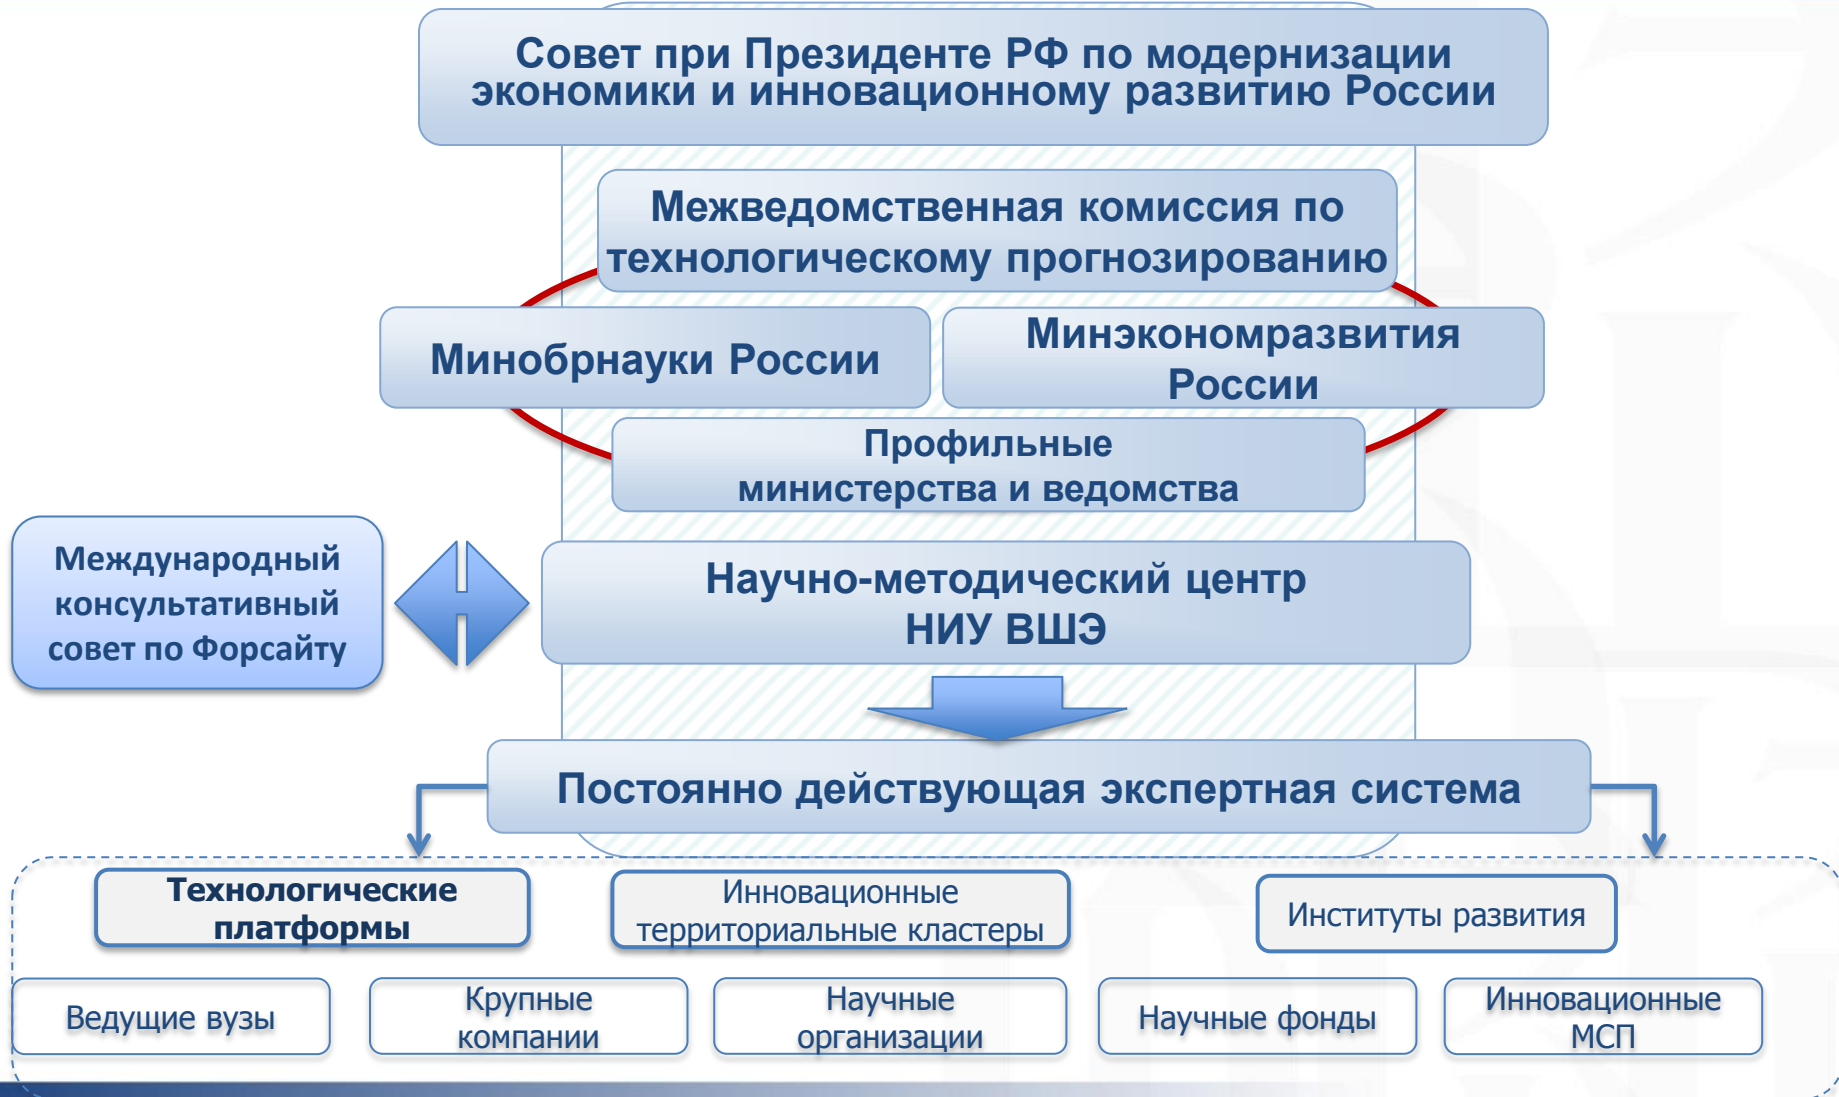 Совет при Президенте РФ по модернизации
экономики и инновационному развитию России
Межведомственная комиссия по
технологическому прогнозированию
Минобрнауки России
Минэкономразвития
России
Профильные
министерства и ведомства
Международный
консультативный
совет по Форсайту
Научно-методический центр
НИУ ВШЭ
Постоянно действующая экспертная система
Технологические
платформы
Инновационные
территориальные кластеры
Институты развития
Ведущие вузы
Крупные
компании
Научные
организации
Научные фонды
Инновационные
МСП